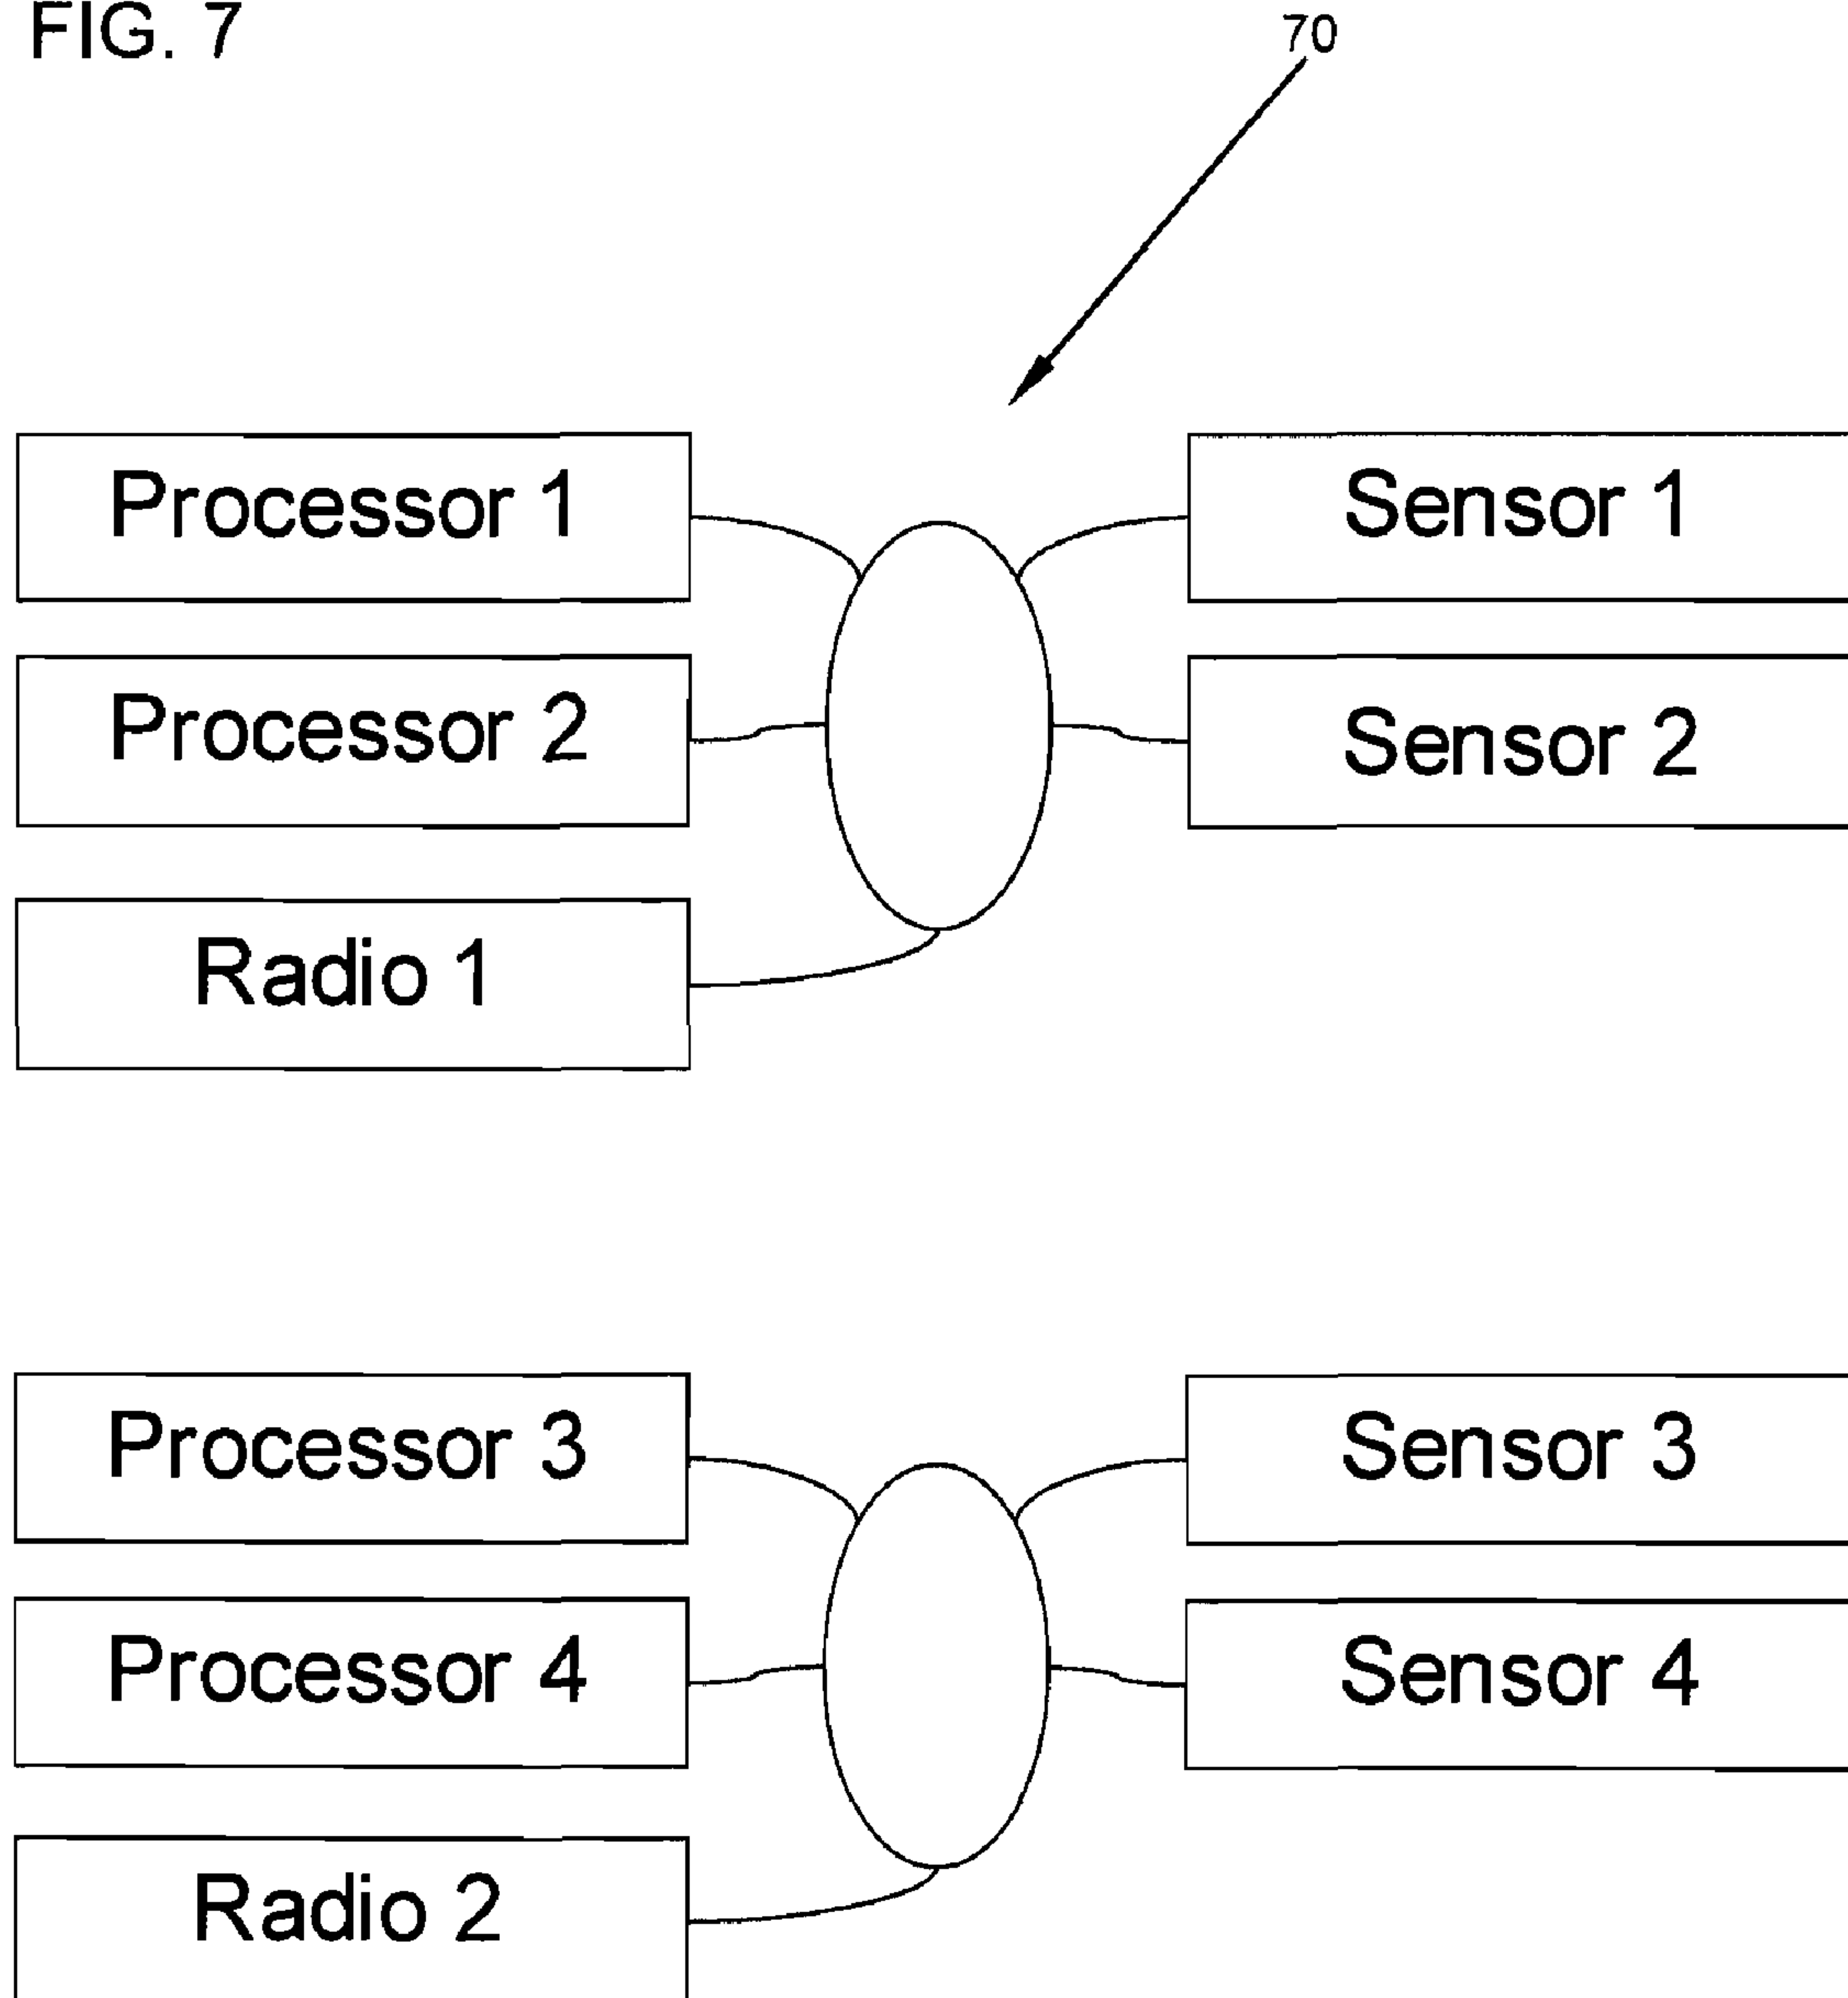 FIG. 7
70
Processor 1
Sensor 1
Processor 2
Sensor 2
Radio 1
Processor 3
Sensor 3
Processor 4
Sensor 4
Radio 2